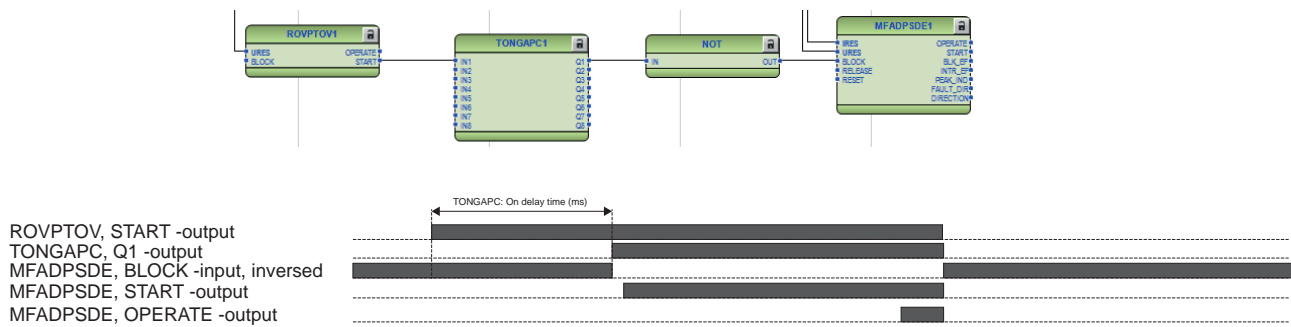 ROVPTOV1
URES OPERATE
BLOCK START
TONGAPC1
IN1 Q1
IN2 Q2
IN3 Q3
IN4 Q4
IN5 Q5
IN6 Q6
IN7 Q7
IN8 Q8
NOT
IN OUT
MFADPSDE1
IRES OPERATE
URES START
BLOCK BLK_EF
RELEASE INTR_EF
RESET PEAK_IND
FAULT_DIR
DIRECTION
TONGAPC: On delay time (ms)
ROVPTOV, START -output
TONGAPC, Q1 -output
MFADPSDE, BLOCK -input, inversed
MFADPSDE, START -output
MFADPSDE, OPERATE -output